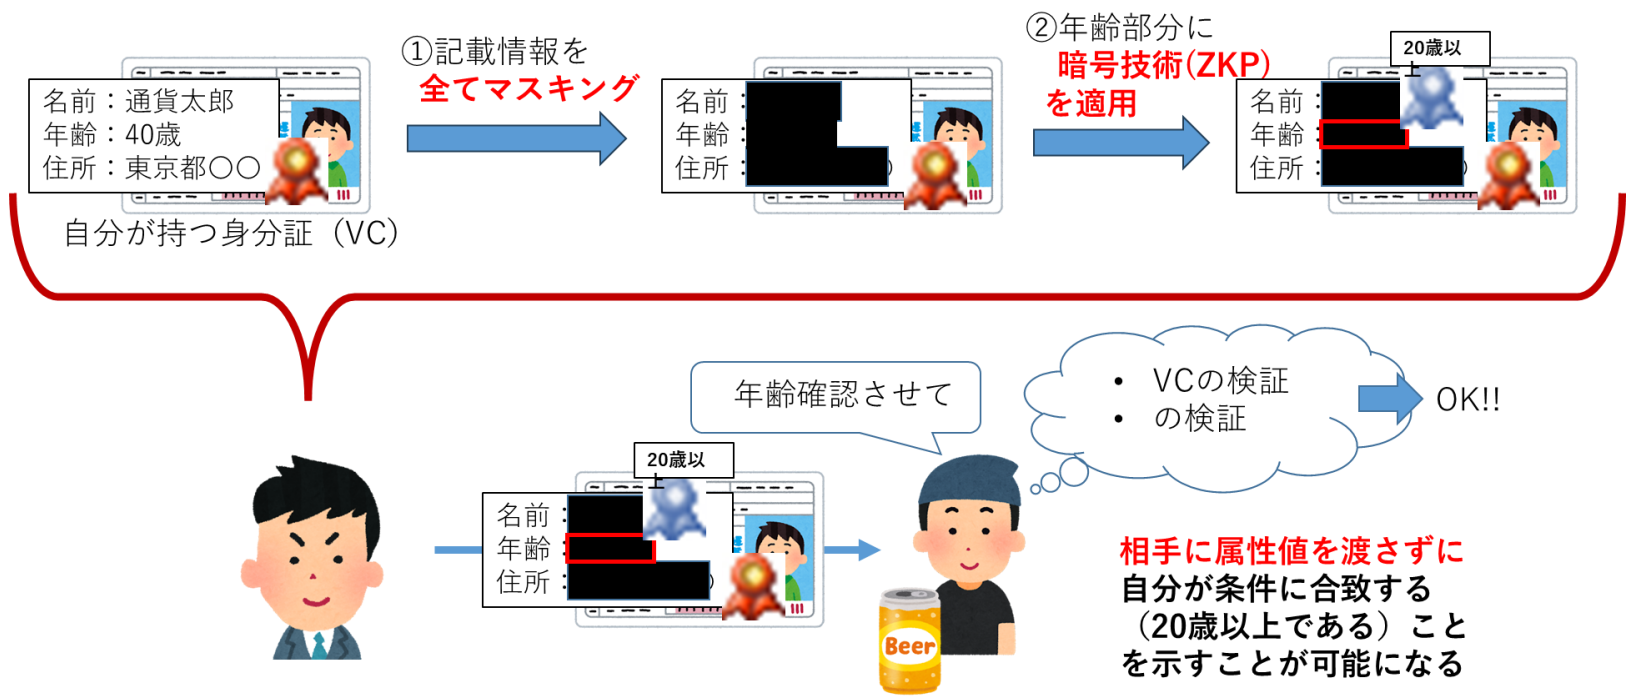 ①記載情報を
全てマスキング
②年齢部分に
暗号技術(ZKP)
を適用
名前：通貨太郎
年齢：40歳
住所：東京都〇〇
自分が持つ身分証（VC）
名前：
年齢：
住所：
20歳以
上
名前：
年齢：
住所：
年齢確認させて
• VCの検証
• の検証
OK!!
20歳以
上
名前：
年齢：
住所：
Beer
相手に属性値を渡さずに
自分が条件に合致する
（20歳以上である）こと
を示すことが可能になる